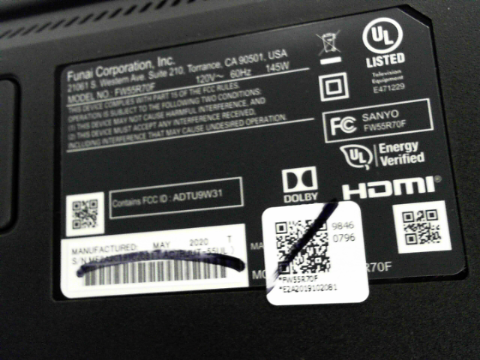 Funai Corporation, Inc.
21061 S. Western Ave. Suite 210, Torrance, CA 90501, USA
MODEL NO.: FW55R70F 120V~ 60Hz 145W
THIS DEVICE COMPLIES WITH PART 15 OF THE FCC RULES.
OPERATION IS SUBJECT TO THE FOLLOWING TWO CONDITIONS:
(1) THIS DEVICE MAY NOT CAUSE HARMFUL INTERFERENCE, AND
(2) THIS DEVICE MUST ACCEPT ANY INTERFERENCE RECEIVED,
INCLUDING INTERFERENCE THAT MAY CAUSE UNDESIRED OPERATION.
UL
LISTED
Television
Equipment
E471229
FC SANYO
FW55R70F
UL Energy
Verified
Contains FCC ID : ADTU9W31
DOLBY
HDMI®
MANUFACTURED: MAY 2020 T
S/N
MA
9846
0796
MO
R70F
*FW55R70F
*E2A2019102081